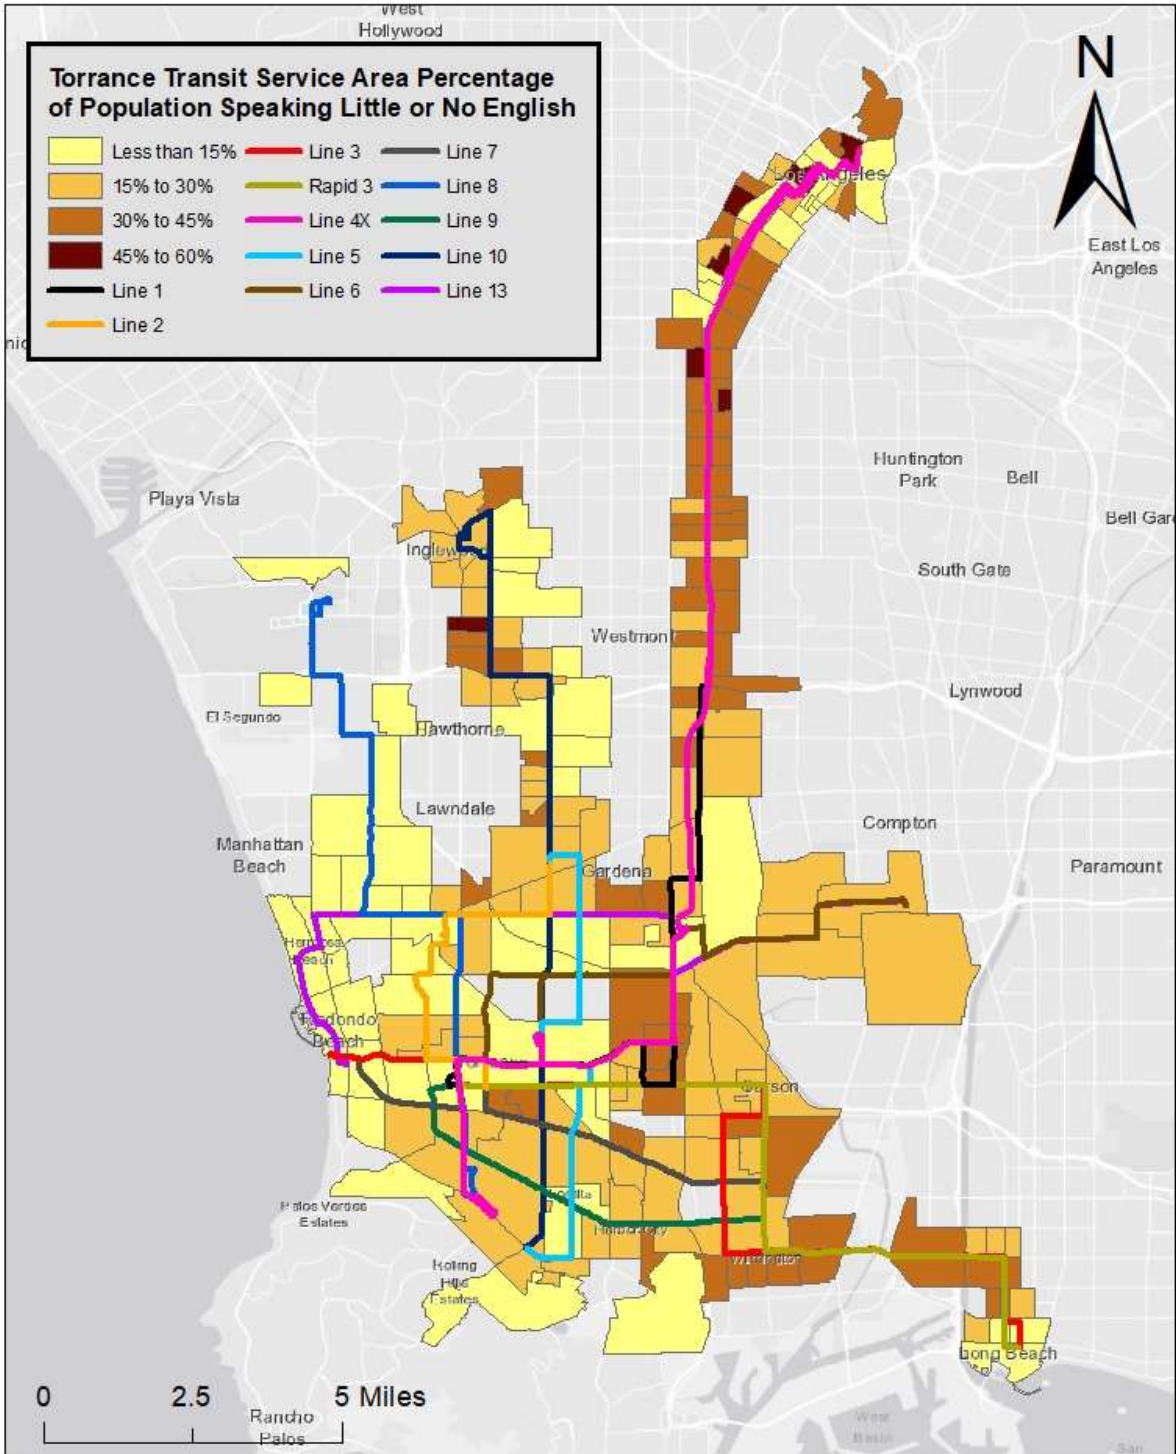 West
Hollywood
Torrance Transit Service Area Percentage
of Population Speaking Little or No English
Less than 15%
15% to 30%
30% to 45%
45% to 60%
Line 1
Line 2
Line 3
Rapid 3
Line 4X
Line 5
Line 6
Line 7
Line 8
Line 9
Line 10
Line 13
N
Los Angeles
East Los
Angeles
Huntington
Park
Bell
Playa Vista
Inglewood
South Gate
Westmont
Lynwood
El Segundo
Hawthorne
Lawndale
Compton
Manhattan
Beach
Gardena
Paramount
Beach
Redondo
Beach
Carson
Palos Verdes
Estates
Rolling
Hills
Estates
Wilmington
Long Beach
0 2.5 5 Miles
Rancho
Palos
West
Basin
San